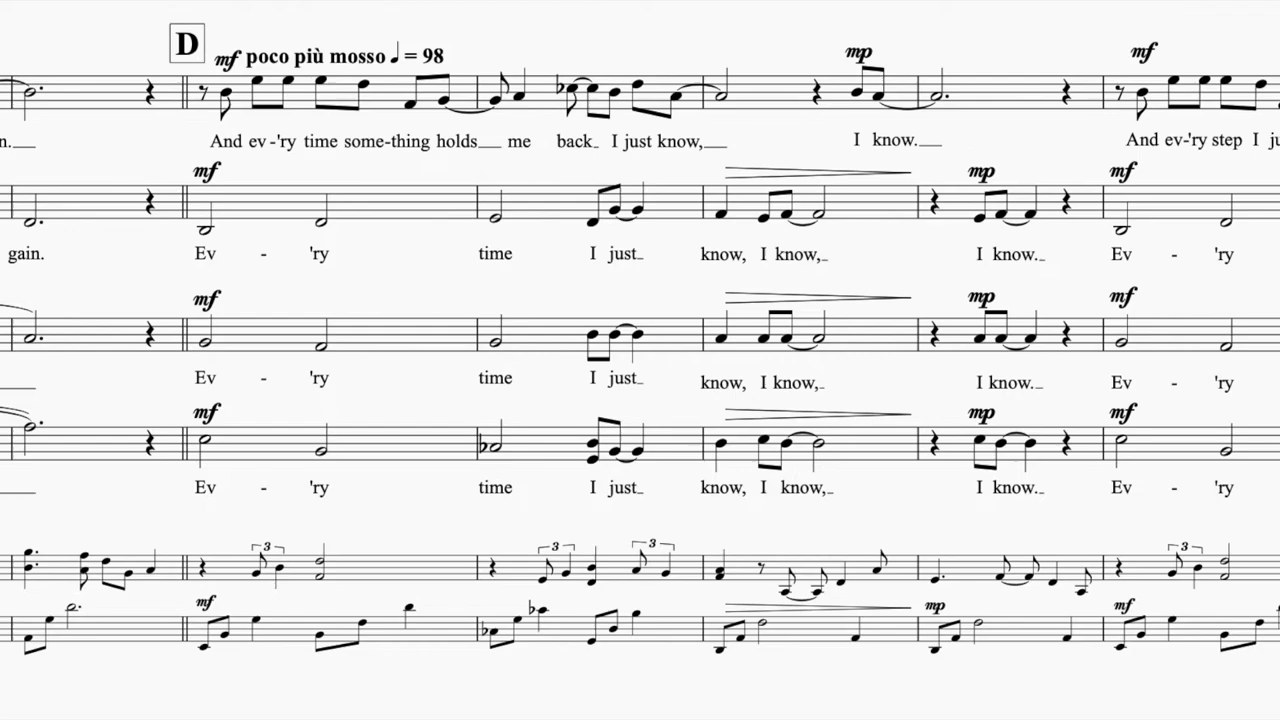 D
mf poco più mosso ♩ = 98 mp mf
n. And ev-'ry time some-thing holds me back I just know, I know. And ev-'ry step I
mf mp mf
gain. Ev - 'ry time I just know, I know, I know. Ev - 'ry
mf mp mf
Ev - 'ry time I just know, I know, I know. Ev - 'ry
mf mp mf
Ev - 'ry time I just know, I know, I know. Ev - 'ry
3 3 3 3
mf mp mf